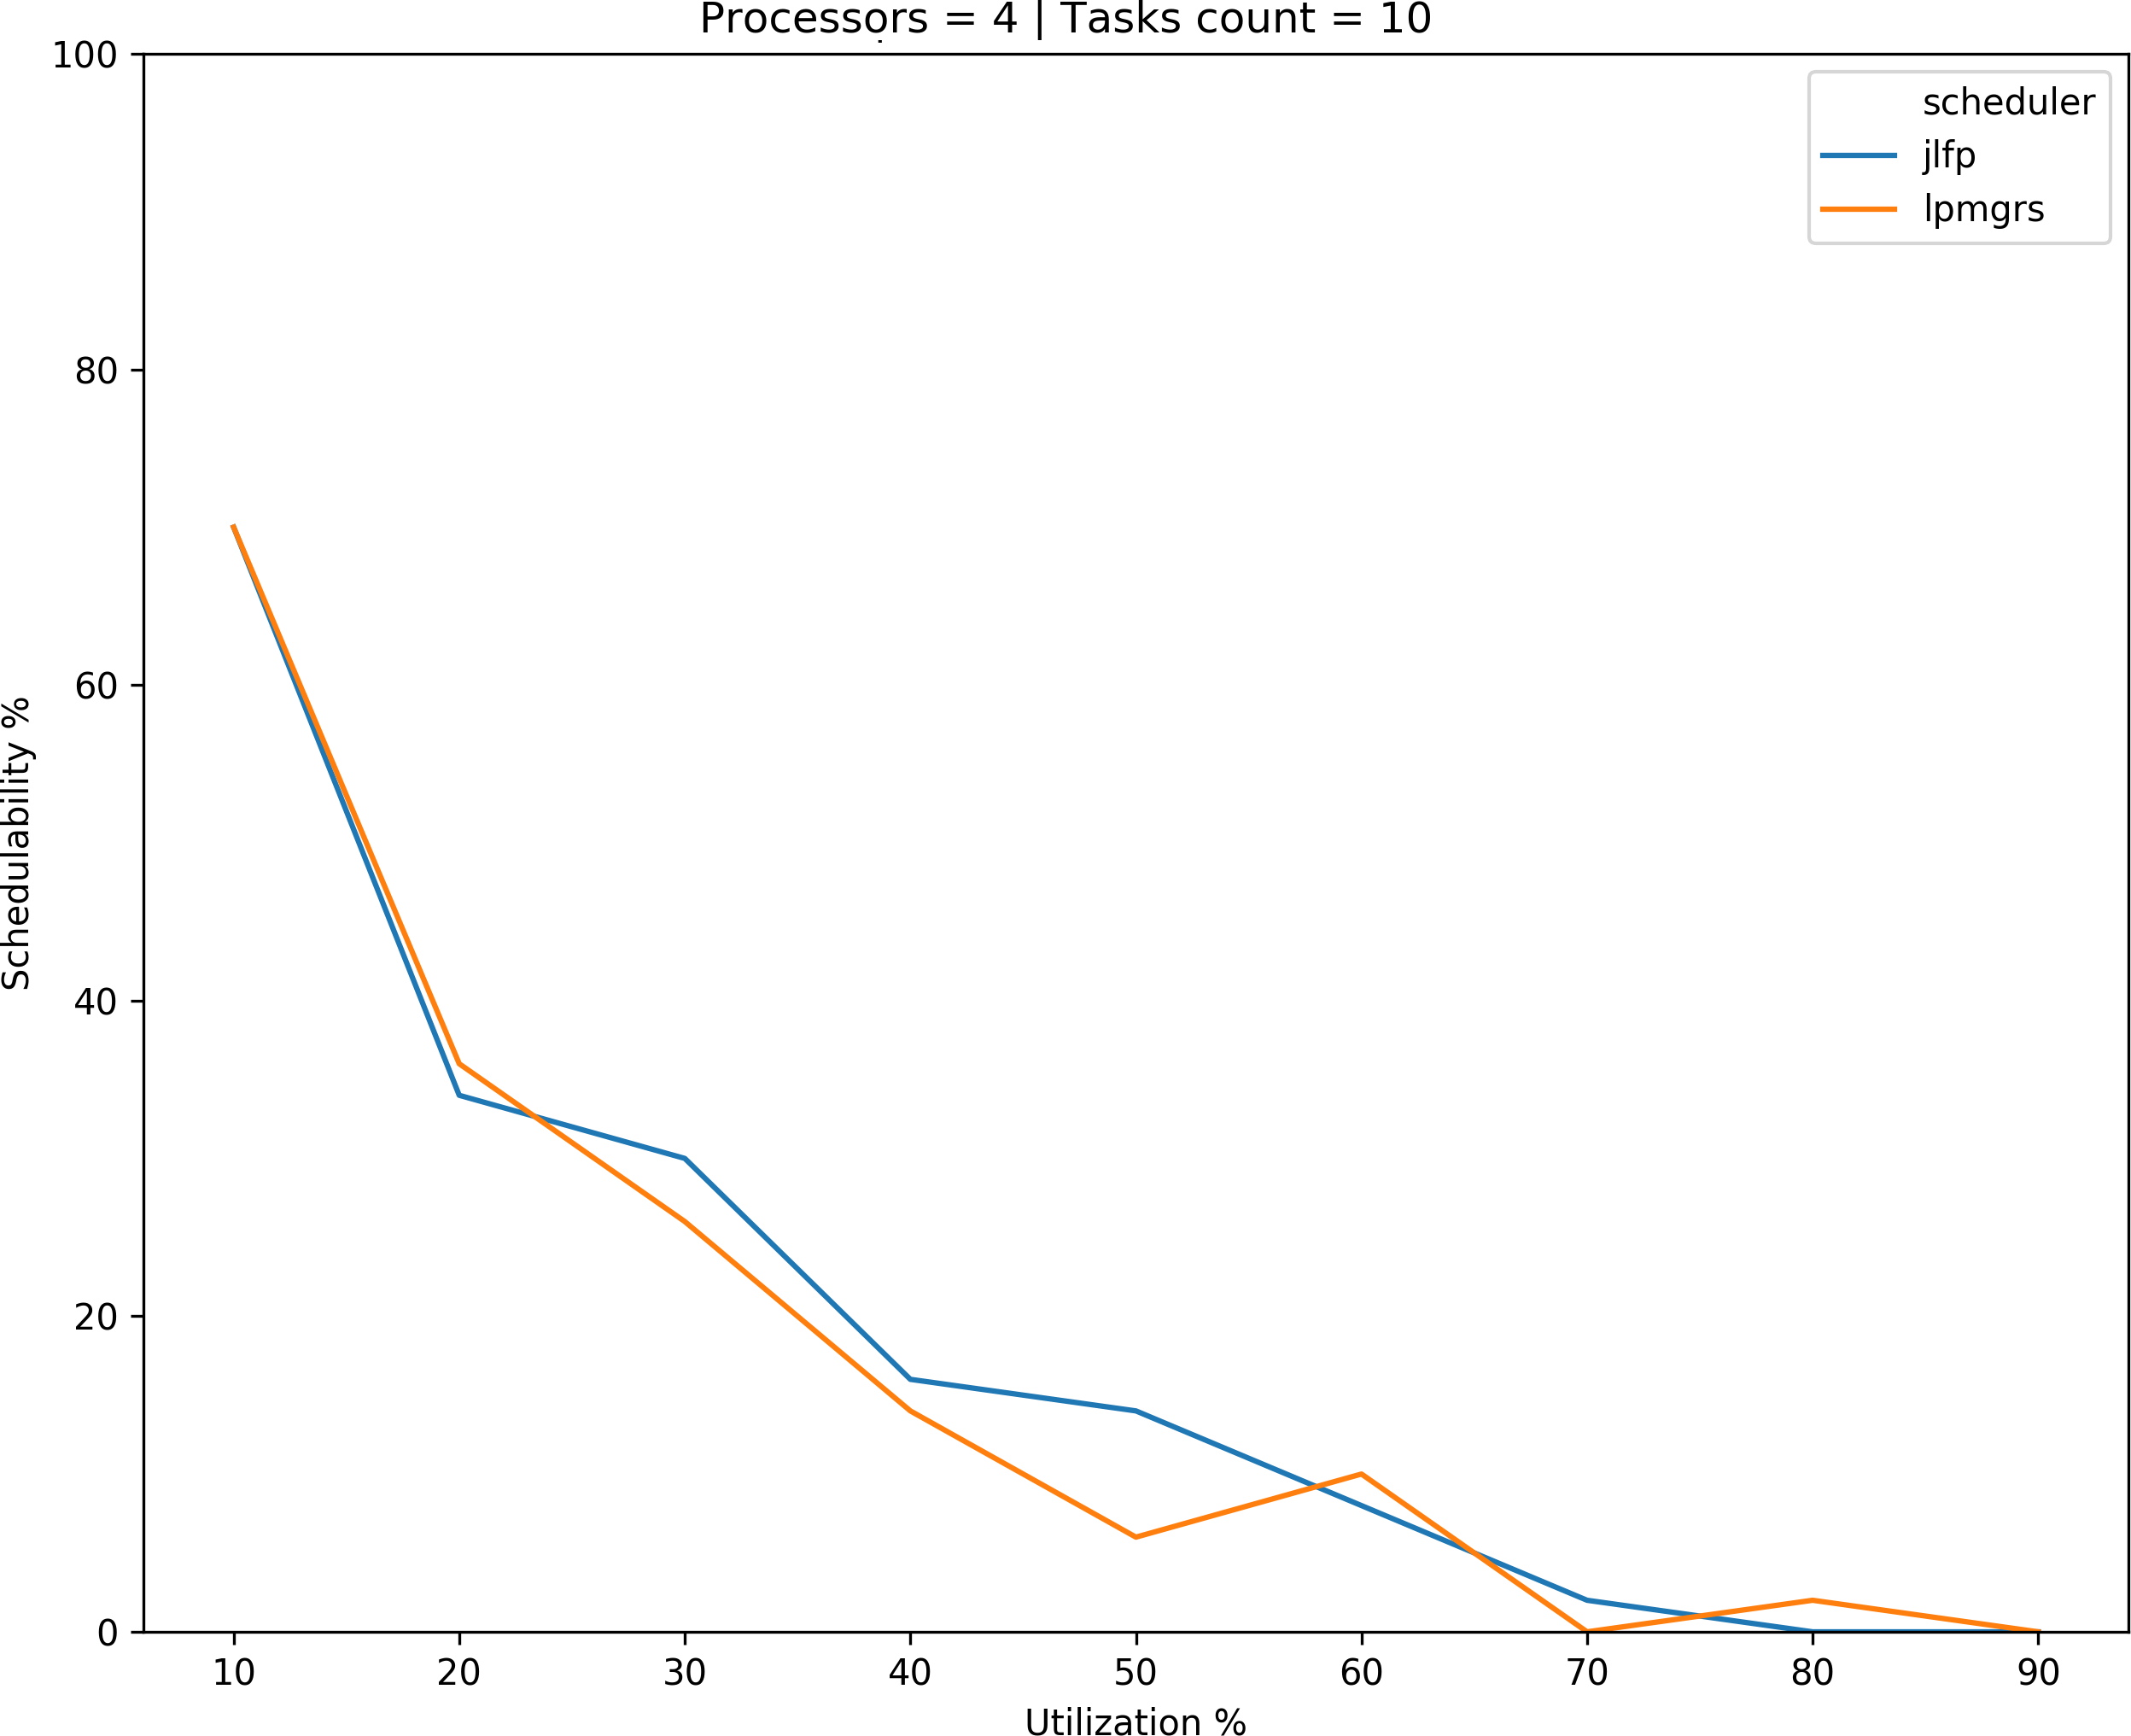 Processors = 4 | Tasks count = 10
100
80
60
40
20
0
Schedulability %
scheduler
jlfp
lpmgrs
10 20 30 40 50 60 70 80 90
Utilization %